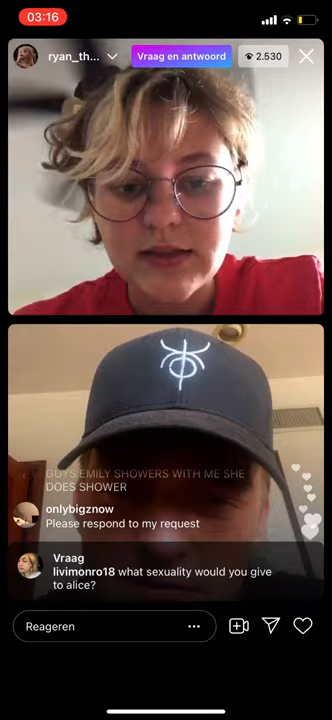 03:16
ryan_th...
Vraag en antwoord
2.530
GUYS EMILY SHOWERS WITH ME SHE
DOES SHOWER
onlybigznow
Please respond to my request
Vraag
livimonro18 what sexuality would you give
to alice?
Reageren